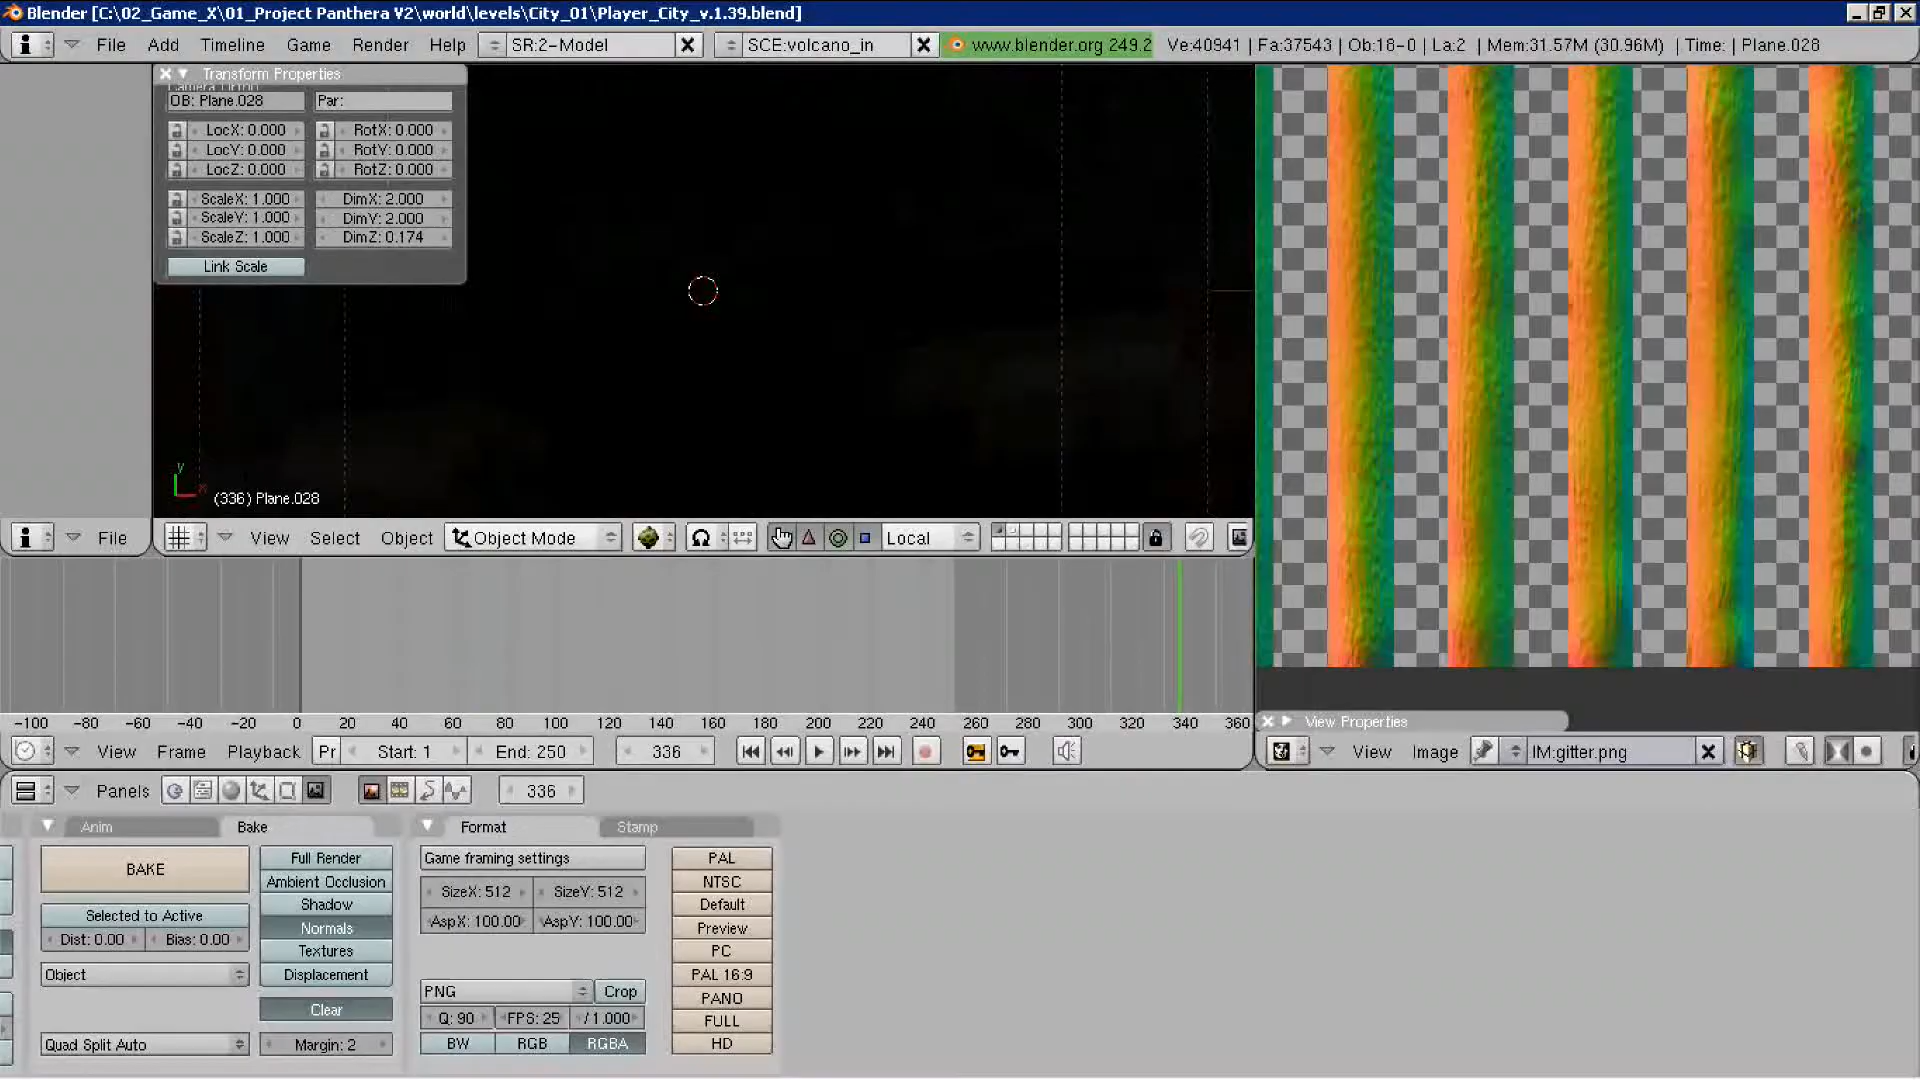 Blender [C:\02_Game_X\01_Project Panthera V2\world\levels\City_01\Player_City_v.1.39.blend]
File Add Timeline Game Render Help SR:2-Model SCE:volcano_in www.blender.org 249.2 Ve:40941 | Fa:37543 | Ob:18-0 | La:2 | Mem:31.57M (30.96M) | Time: | Plane.028
Transform Properties
OB: Plane.028 Par:
LocX: 0.000 RotX: 0.000
LocY: 0.000 RotY: 0.000
LocZ: 0.000 RotZ: 0.000
ScaleX: 1.000 DimX: 2.000
ScaleY: 1.000 DimY: 2.000
ScaleZ: 1.000 DimZ: 0.174
Link Scale
y
x
(336) Plane.028
File View Select Object Object Mode Local
-100 -80 -60 -40 -20 0 20 40 60 80 100 120 140 160 180 200 220 240 260 280 300 320 340 360
View Properties
View Frame Playback Pr Start: 1 End: 250 336
View Image IM:gitter.png
Panels 336
Anim Bake Format Stamp
BAKE
Full Render
Ambient Occlusion
Shadow
Normals
Textures
Displacement
Clear
Margin: 2
Selected to Active
Dist: 0.00 Bias: 0.00
Object
Quad Split Auto
Game framing settings
SizeX: 512 SizeY: 512
AspX: 100.00 AspY: 100.00
PNG Crop
Q: 90 FPS: 25 / 1.000
BW RGB RGBA
PAL
NTSC
Default
Preview
PC
PAL 16:9
PANO
FULL
HD